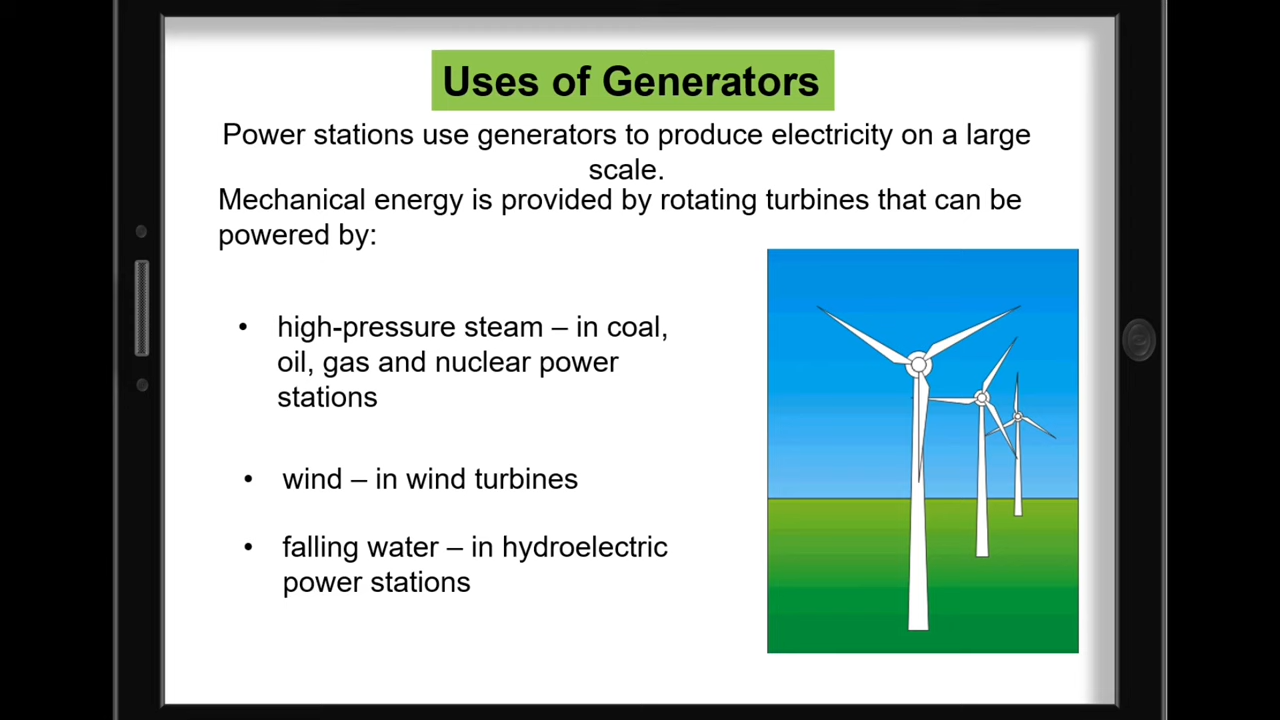 Uses of Generators
Power stations use generators to produce electricity on a large
scale.
Mechanical energy is provided by rotating turbines that can be
powered by:
• high-pressure steam – in coal,
oil, gas and nuclear power
stations
• wind – in wind turbines
• falling water – in hydroelectric
power stations